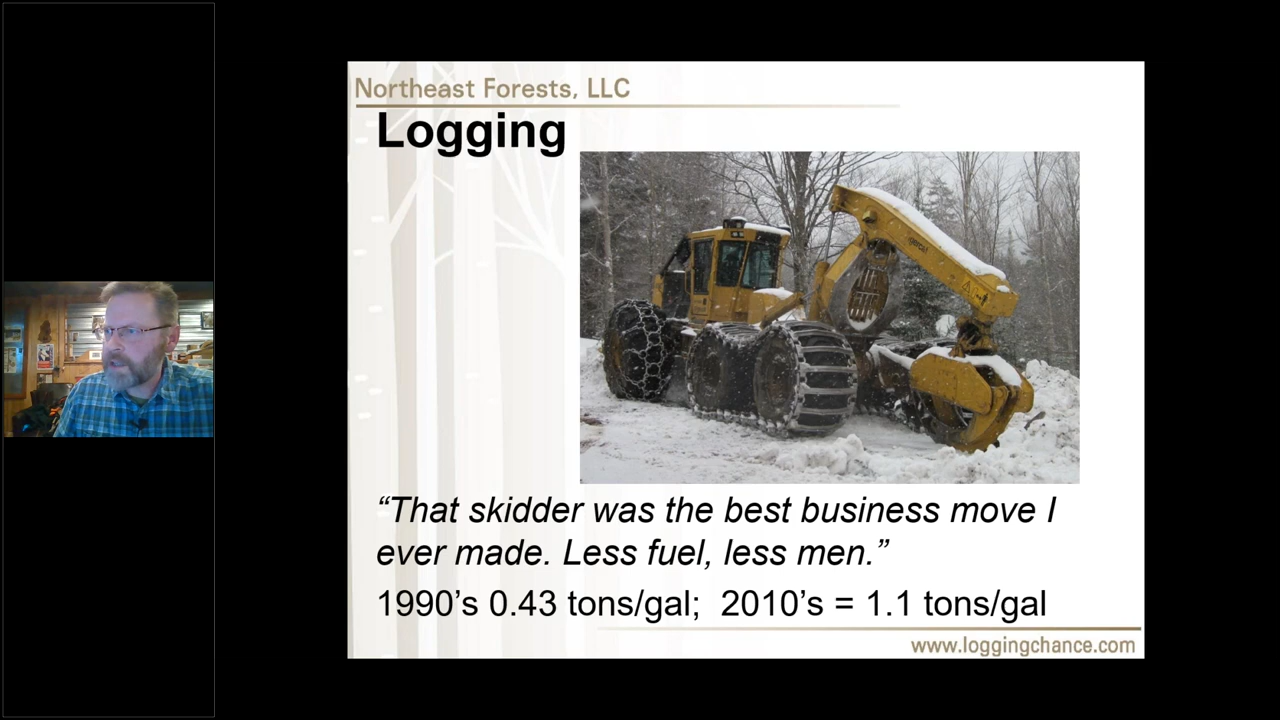 Northeast Forests, LLC
Logging
“That skidder was the best business move I
ever made. Less fuel, less men.”
1990’s 0.43 tons/gal;  2010’s = 1.1 tons/gal
www.loggingchance.com